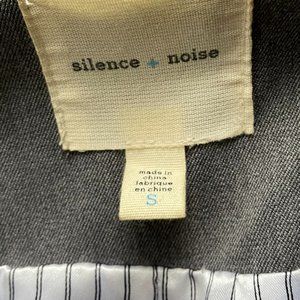 silence + noise
made in
china
fabrique
en chine
S